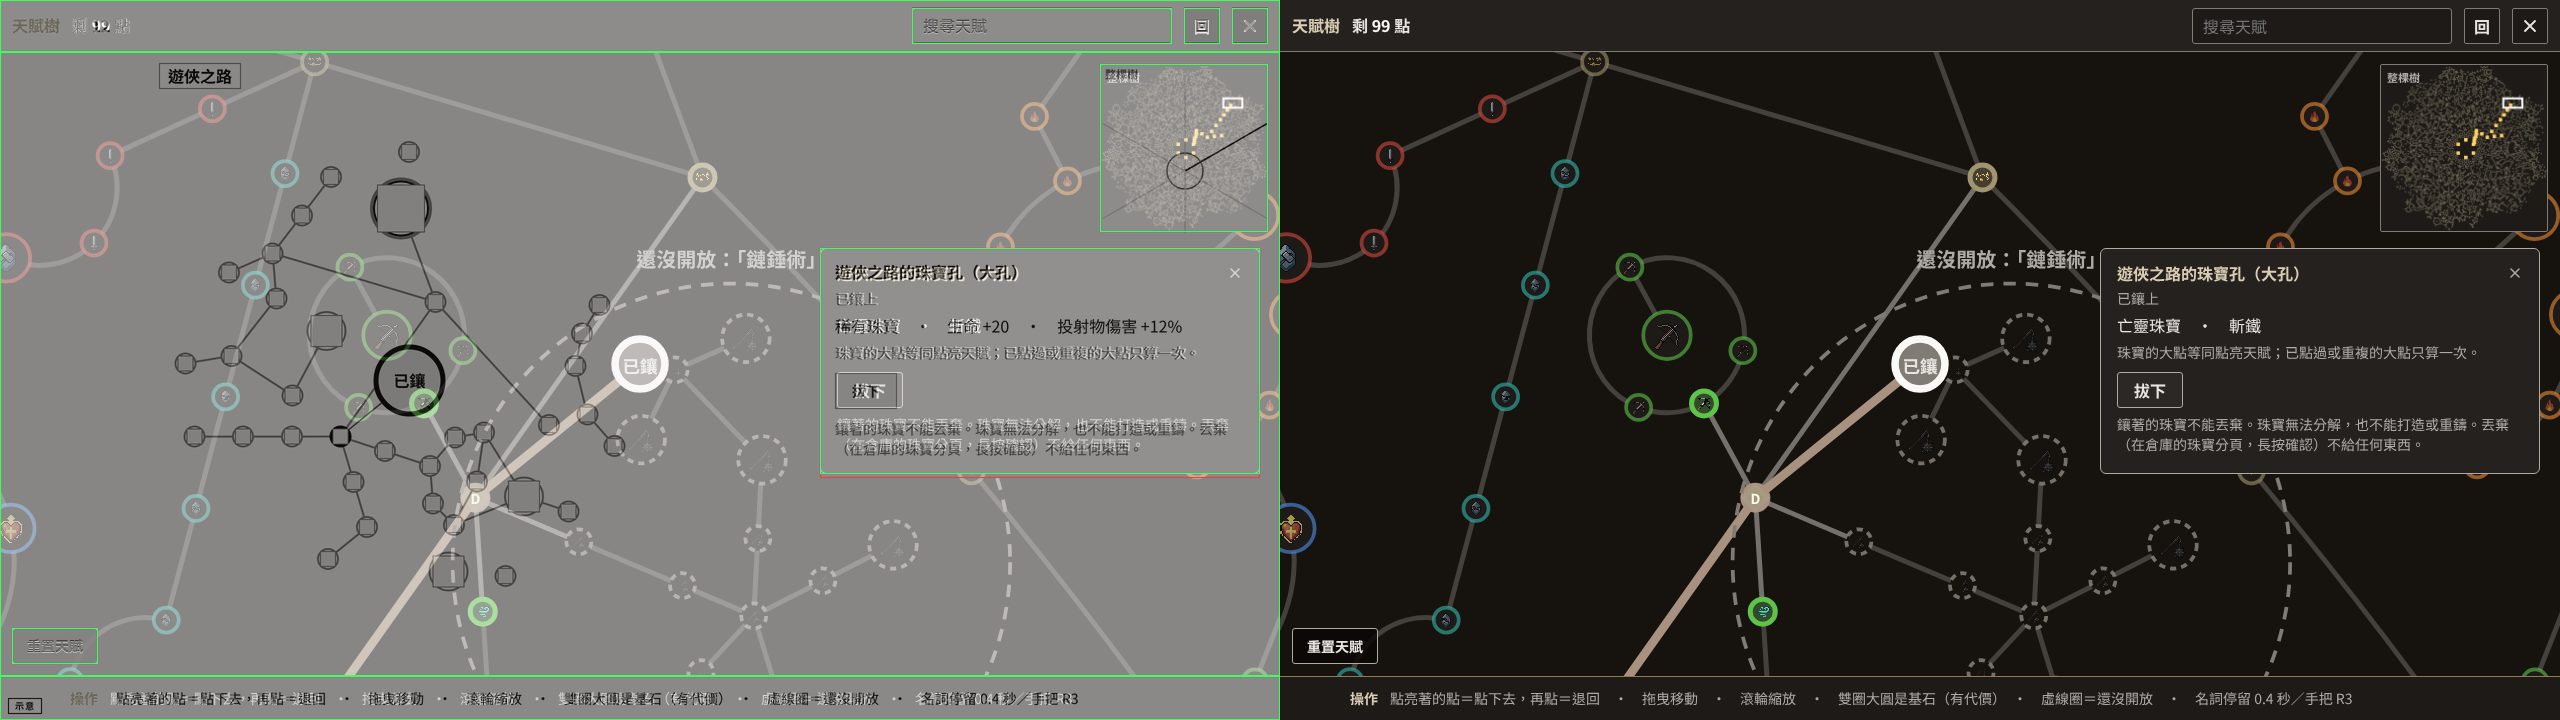 天賦樹 剩 99 點
搜尋天賦
回
遊俠之路
整棵樹
還沒開放：「鏈錘術」
遊俠之路的珠寶孔（大孔）
已鑲上
稀有珠寶 · 生命 +20 · 投射物傷害 +12%
珠寶的大點等同點亮天賦；已點過或重複的大點只算一次。
拔下
鑲著的珠寶不能丟棄。珠寶無法分解，也不能打造或重鑄。丟棄
（在倉庫的珠寶分頁，長按確認）不給任何東西。
已鑲
已鑲
D
重置天賦
示意
操作 點亮著的點＝點下去，再點＝退回 · 拖曳移動 · 滾輪縮放 · 雙圈大圓是基石（有代價） · 虛線圈＝還沒開放 · 名詞停留 0.4 秒／手把 R3
天賦樹 剩 99 點
搜尋天賦
回
整棵樹
還沒開放：「鏈錘術」
遊俠之路的珠寶孔（大孔）
已鑲上
亡靈珠寶 · 斬鐵
珠寶的大點等同點亮天賦；已點過或重複的大點只算一次。
拔下
鑲著的珠寶不能丟棄。珠寶無法分解，也不能打造或重鑄。丟棄
（在倉庫的珠寶分頁，長按確認）不給任何東西。
已鑲
D
重置天賦
操作 點亮著的點＝點下去，再點＝退回 · 拖曳移動 · 滾輪縮放 · 雙圈大圓是基石（有代價） · 虛線圈＝還沒開放 · 名詞停留 0.4 秒／手把 R3